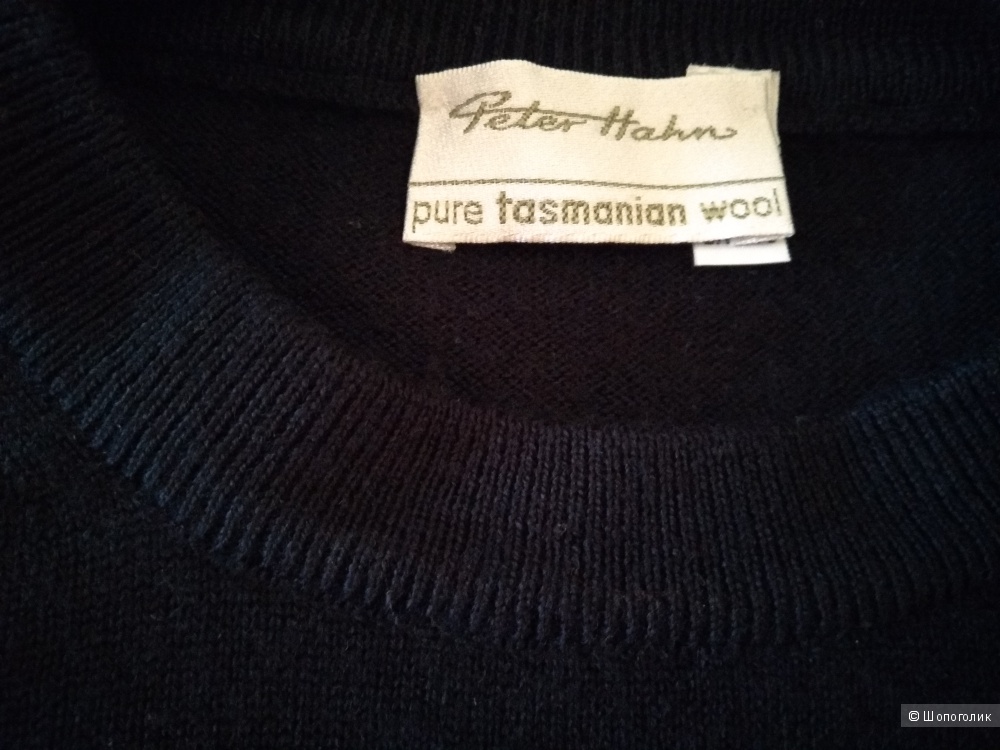 Peter Hahn
pure tasmanian wool
© Шопоголик